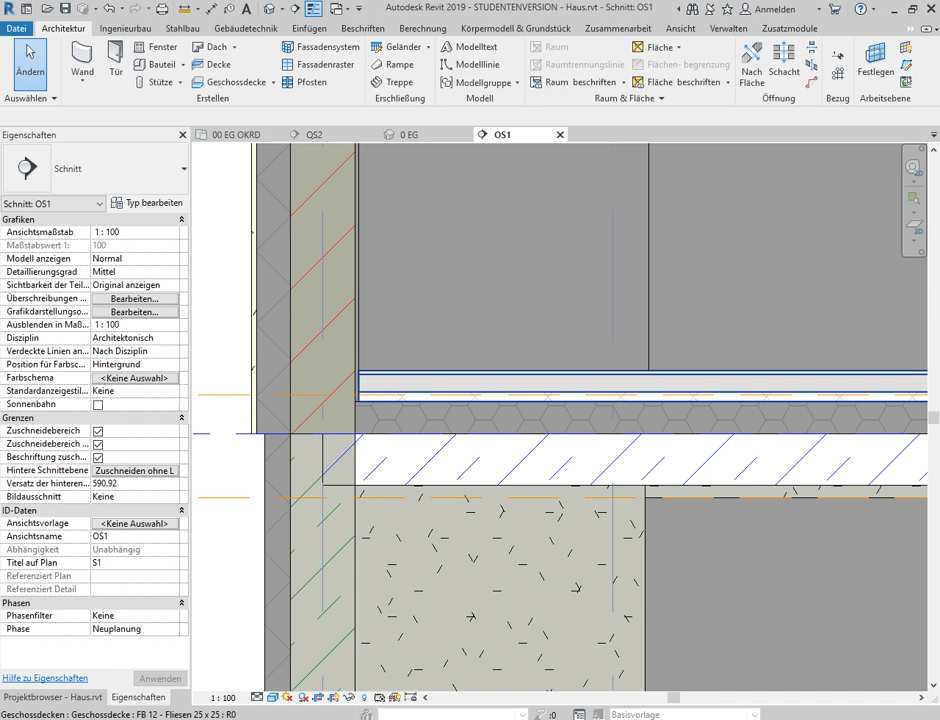 Autodesk Revit 2019 - STUDENTENVERSION - Haus.rvt - Schnitt: OS1
Anmelden
Datei Architektur Ingenieurbau Stahlbau Gebäudetechnik Einfügen Beschriften Berechnung Körpermodell & Grundstück Zusammenarbeit Ansicht Verwalten Zusatzmodule
Ändern
Wand
Tür
Fenster
Bauteil
Stütze
Dach
Decke
Geschossdecke
Fassadensystem
Fassadenraster
Pfosten
Geländer
Rampe
Treppe
Modelltext
Modelllinie
Modellgruppe
Raum
Raumtrennungslinie
Raum beschriften
Fläche
Flächen- begrenzung
Fläche beschriften
Nach Fläche
Schacht
Festlegen
Auswählen
Erstellen
Erschließung
Modell
Raum & Fläche
Öffnung
Bezug
Arbeitsebene
Eigenschaften
00 EG OKRD
QS2
0 EG
OS1
Schnitt
Schnitt: OS1
Typ bearbeiten
Grafiken
Ansichtsmaßstab 1 : 100
Maßstabswert 1: 100
Modell anzeigen Normal
Detaillierungsgrad Mittel
Sichtbarkeit der Teil... Original anzeigen
Überschreibungen ... Bearbeiten...
Grafikdarstellungso... Bearbeiten...
Ausblenden in Maß... 1 : 100
Disziplin Architektonisch
Verdeckte Linien an... Nach Disziplin
Position für Farbsc... Hintergrund
Farbschema <Keine Auswahl>
Standardanzeigestil... Keine
Sonnenbahn
Grenzen
Zuschneidebereich
Zuschneidebereich ...
Beschriftung zusch...
Hintere Schnittebene Zuschneiden ohne L
Versatz der hinteren... 590.92
Bildausschnitt Keine
ID-Daten
Ansichtsvorlage <Keine Auswahl>
Ansichtsname OS1
Abhängigkeit Unabhängig
Titel auf Plan S1
Referenziert Plan
Referenziert Detail
Phasen
Phasenfilter Keine
Phase Neuplanung
Hilfe zu Eigenschaften
Anwenden
Projektbrowser - Haus.rvt
Eigenschaften
1 : 100
Geschossdecken : Geschossdecke : FB 12 - Fliesen 25 x 25 : R0
:0
Basisvorlage